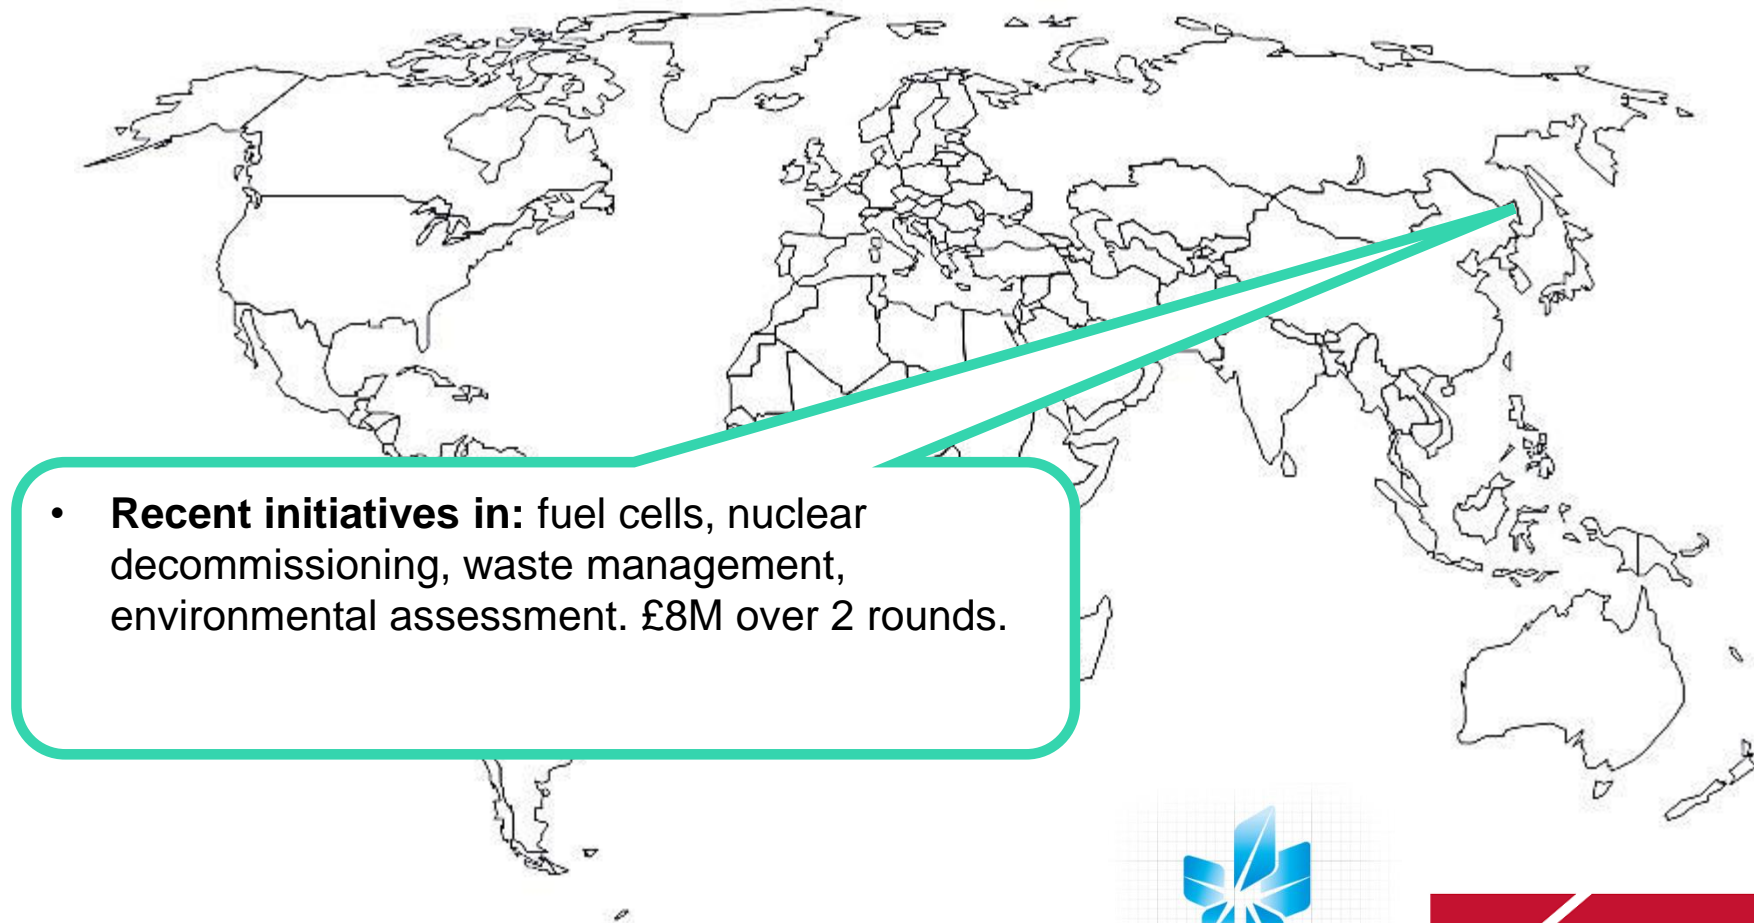 • Recent initiatives in: fuel cells, nuclear
decommissioning, waste management,
environmental assessment. £8M over 2 rounds.